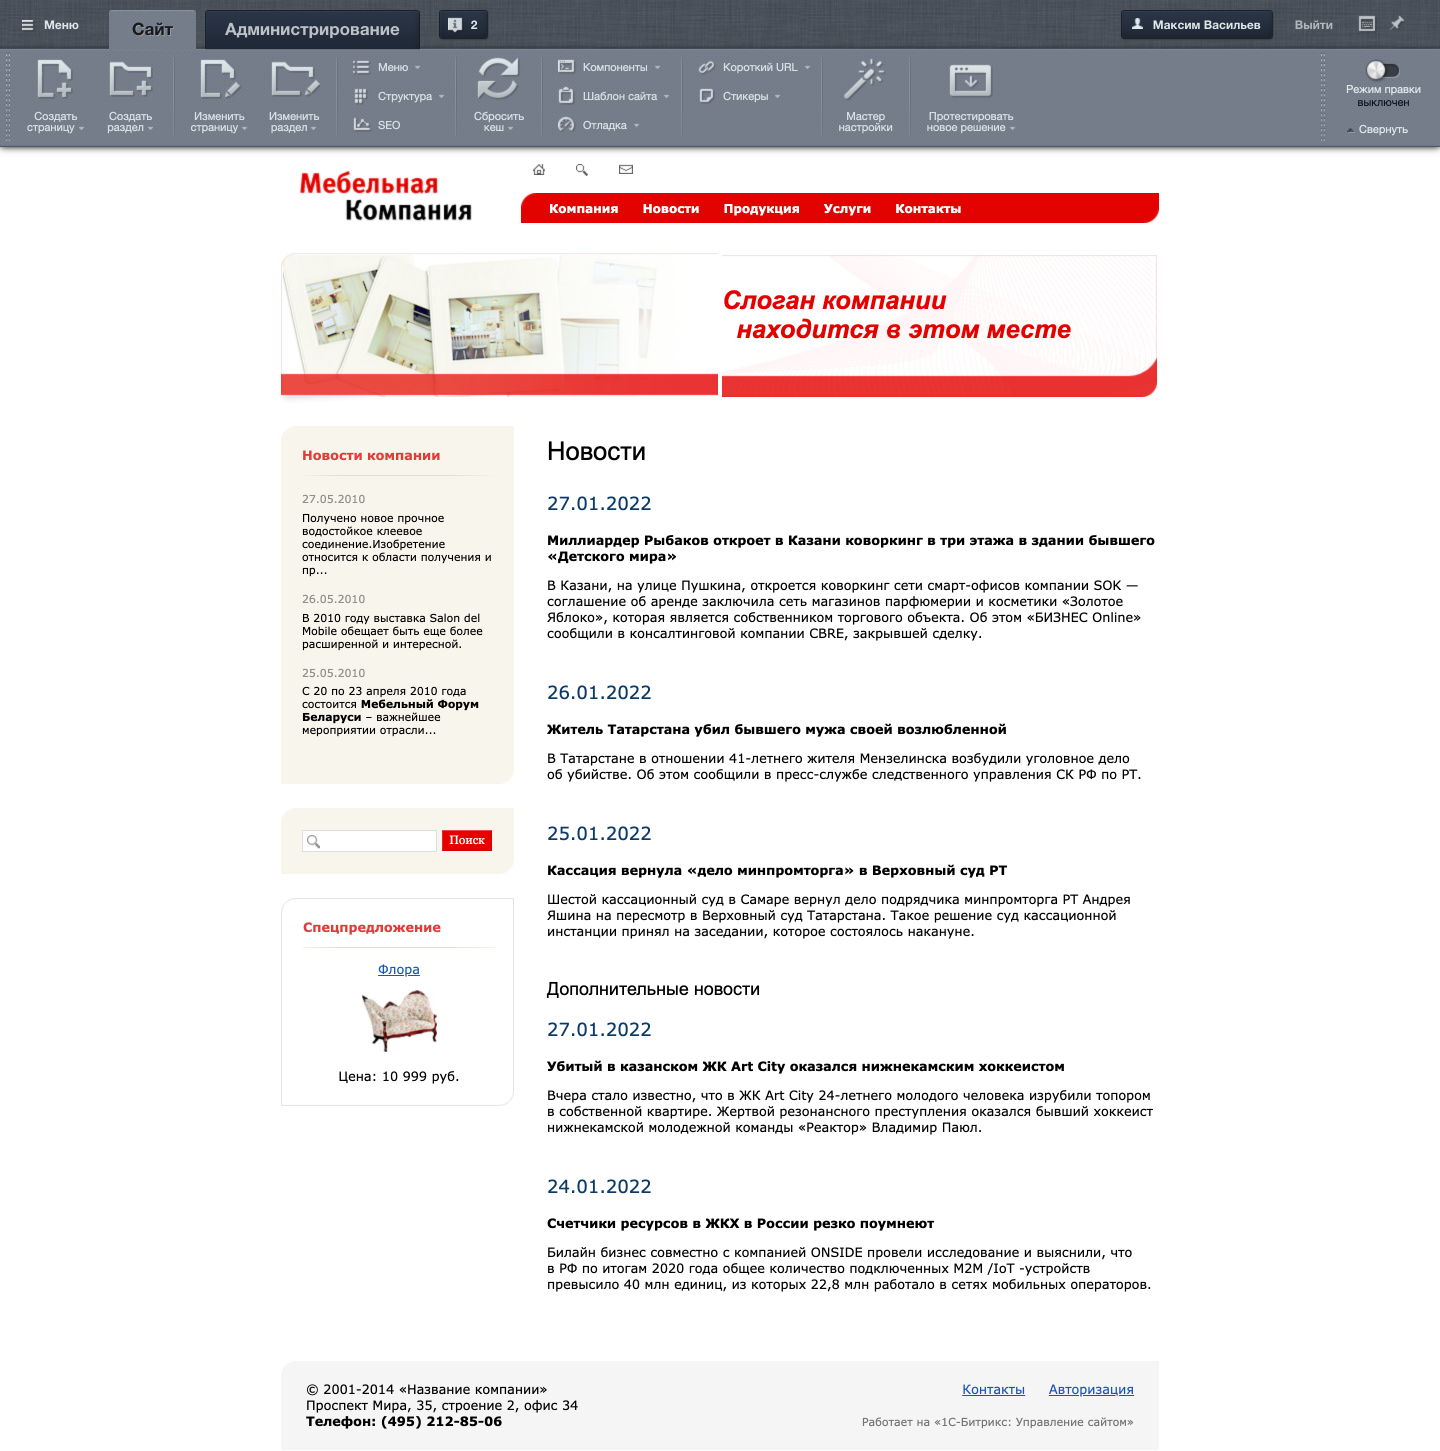 Меню
Сайт
Администрирование
2
Максим Васильев
Выйти
Создать
страницу
Создать
раздел
Изменить
страницу
Изменить
раздел
Меню
Структура
SEO
Сбросить
кеш
Компоненты
Шаблон сайта
Отладка
Короткий URL
Стикеры
Мастер
настройки
Протестировать
новое решение
Режим правки
выключен
Свернуть
Мебельная
Компания
Компания Новости Продукция Услуги Контакты
Слоган компании
находится в этом месте
Новости компании
27.05.2010
Получено новое прочное
водостойкое клеевое
соединение.Изобретение
относится к области получения и
пр...
26.05.2010
В 2010 году выставка Salon del
Mobile обещает быть еще более
расширенной и интересной.
25.05.2010
С 20 по 23 апреля 2010 года
состоится Мебельный Форум
Беларуси – важнейшее
мероприятии отрасли...
Поиск
Спецпредложение
Флора
Цена: 10 999 руб.
Новости
27.01.2022
Миллиардер Рыбаков откроет в Казани коворкинг в три этажа в здании бывшего
«Детского мира»
В Казани, на улице Пушкина, откроется коворкинг сети смарт-офисов компании SOK —
соглашение об аренде заключила сеть магазинов парфюмерии и косметики «Золотое
Яблоко», которая является собственником торгового объекта. Об этом «БИЗНЕС Online»
сообщили в консалтинговой компании CBRE, закрывшей сделку.
26.01.2022
Житель Татарстана убил бывшего мужа своей возлюбленной
В Татарстане в отношении 41-летнего жителя Мензелинска возбудили уголовное дело
об убийстве. Об этом сообщили в пресс-службе следственного управления СК РФ по РТ.
25.01.2022
Кассация вернула «дело минпромторга» в Верховный суд РТ
Шестой кассационный суд в Самаре вернул дело подрядчика минпромторга РТ Андрея
Яшина на пересмотр в Верховный суд Татарстана. Такое решение суд кассационной
инстанции принял на заседании, которое состоялось накануне.
Дополнительные новости
27.01.2022
Убитый в казанском ЖК Art City оказался нижнекамским хоккеистом
Вчера стало известно, что в ЖК Art City 24-летнего молодого человека изрубили топором
в собственной квартире. Жертвой резонансного преступления оказался бывший хоккеист
нижнекамской молодежной команды «Реактор» Владимир Паюл.
24.01.2022
Счетчики ресурсов в ЖКХ в России резко поумнеют
Билайн бизнес совместно с компанией ONSIDE провели исследование и выяснили, что
в РФ по итогам 2020 года общее количество подключенных M2M /IoT -устройств
превысило 40 млн единиц, из которых 22,8 млн работало в сетях мобильных операторов.
© 2001-2014 «Название компании»
Проспект Мира, 35, строение 2, офис 34
Телефон: (495) 212-85-06
Контакты Авторизация
Работает на «1С-Битрикс: Управление сайтом»